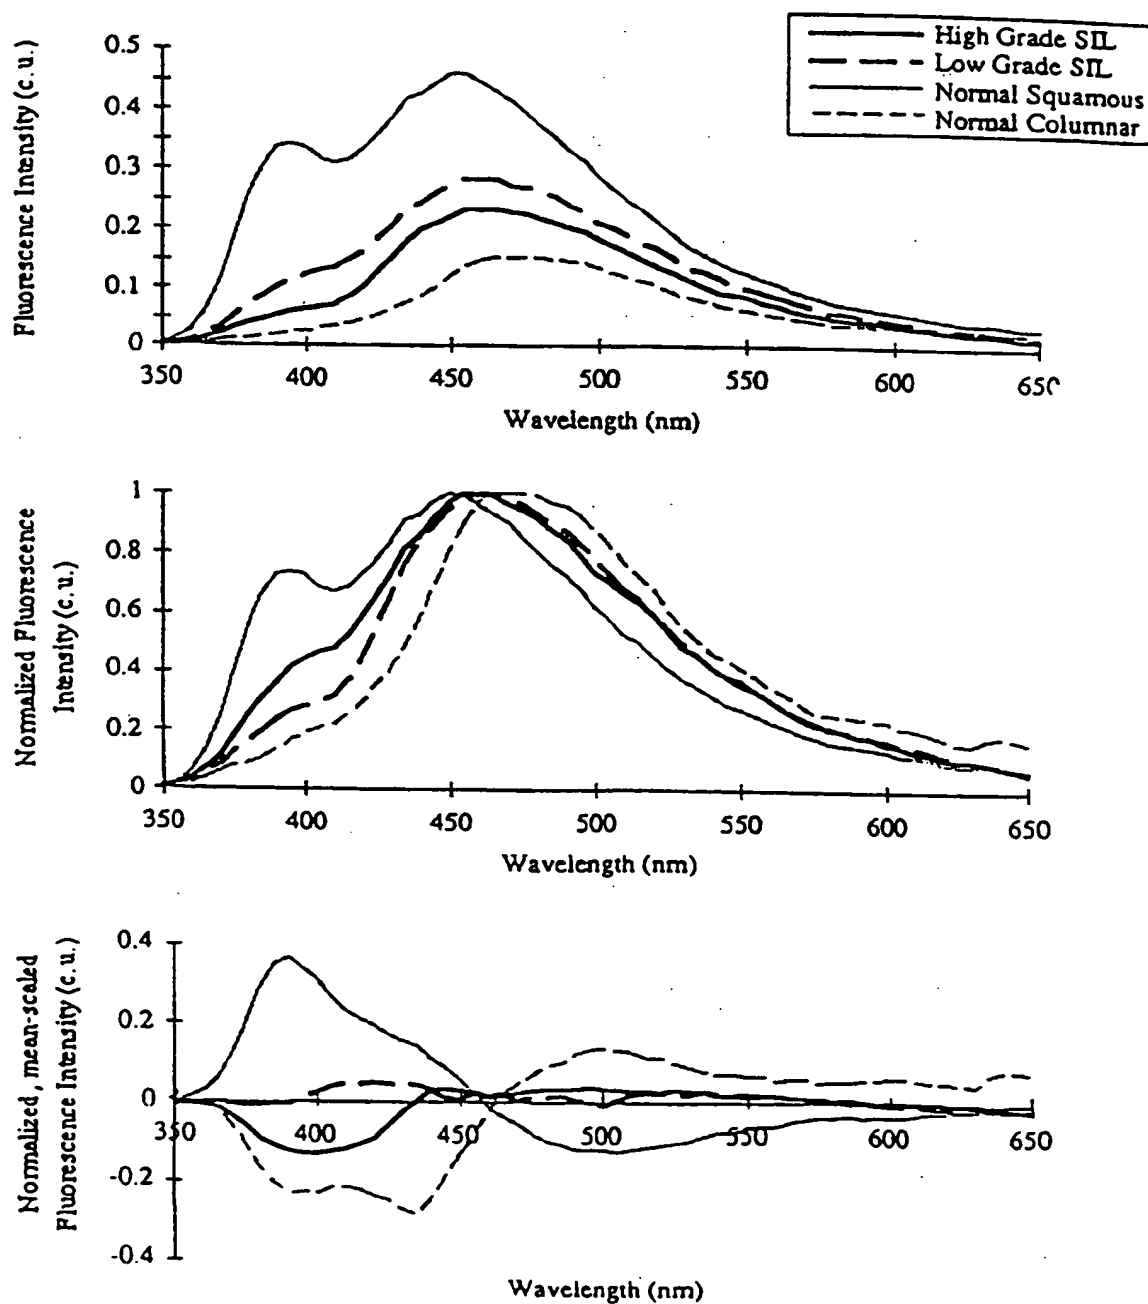 High Grade SIL
Low Grade SIL
Normal Squamous
Normal Columnar
Fluorescence Intensity (c.u.)
0.5
0.4
0.3
0.2
0.1
0
350 400 450 500 550 600 650
Wavelength (nm)
Normalized Fluorescence
Intensity (c.u.)
1
0.8
0.6
0.4
0.2
0
350 400 450 500 550 600 650
Wavelength (nm)
Normalized, mean-scaled
Fluorescence Intensity (c.u.)
0.4
0.2
0
350 400 450 500 550 600 650
-0.2
-0.4
Wavelength (nm)